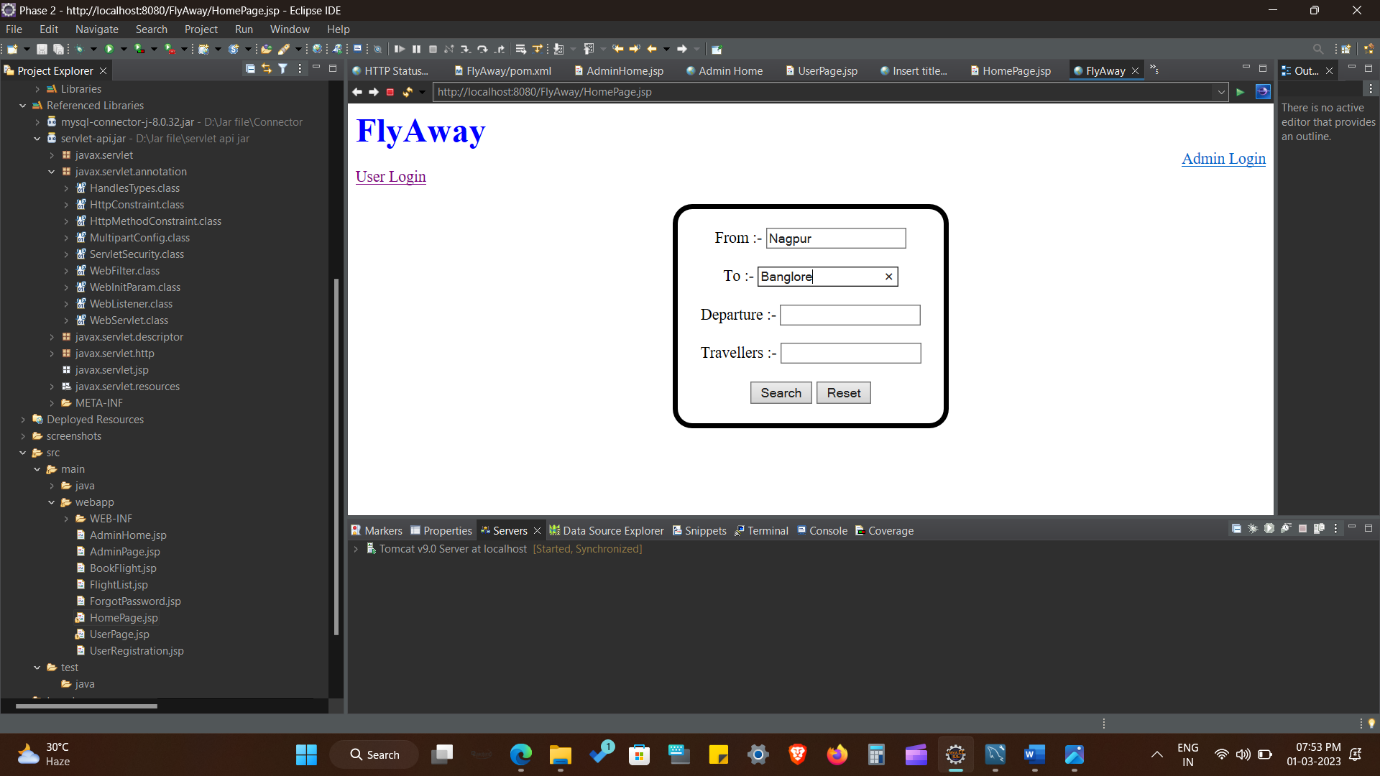 Phase 2 - http://localhost:8080/FlyAway/HomePage.jsp - Eclipse IDE
File Edit Navigate Search Project Run Window Help
Project Explorer
Libraries
Referenced Libraries
mysql-connector-j-8.0.32.jar - D:\Jar file\Connector
servlet-api.jar - D:\Jar file\servlet api jar
javax.servlet
javax.servlet.annotation
HandlesTypes.class
HttpConstraint.class
HttpMethodConstraint.class
MultipartConfig.class
ServletSecurity.class
WebFilter.class
WebInitParam.class
WebListener.class
WebServlet.class
javax.servlet.descriptor
javax.servlet.http
javax.servlet.jsp
javax.servlet.resources
META-INF
Deployed Resources
screenshots
src
main
java
webapp
WEB-INF
AdminHome.jsp
AdminPage.jsp
BookFlight.jsp
FlightList.jsp
ForgotPassword.jsp
HomePage.jsp
UserPage.jsp
UserRegistration.jsp
test
java
HTTP Status... FlyAway/pom.xml AdminHome.jsp Admin Home UserPage.jsp Insert title... HomePage.jsp FlyAway »5
http://localhost:8080/FlyAway/HomePage.jsp
FlyAway
Admin Login
User Login
From :- Nagpur
To :- Banglore
Departure :-
Travellers :-
Search Reset
Out...
There is no active
editor that provides
an outline.
Markers Properties Servers Data Source Explorer Snippets Terminal Console Coverage
Tomcat v9.0 Server at localhost [Started, Synchronized]
30°C
Haze
Search
1
ENG
IN
07:53 PM
01-03-2023